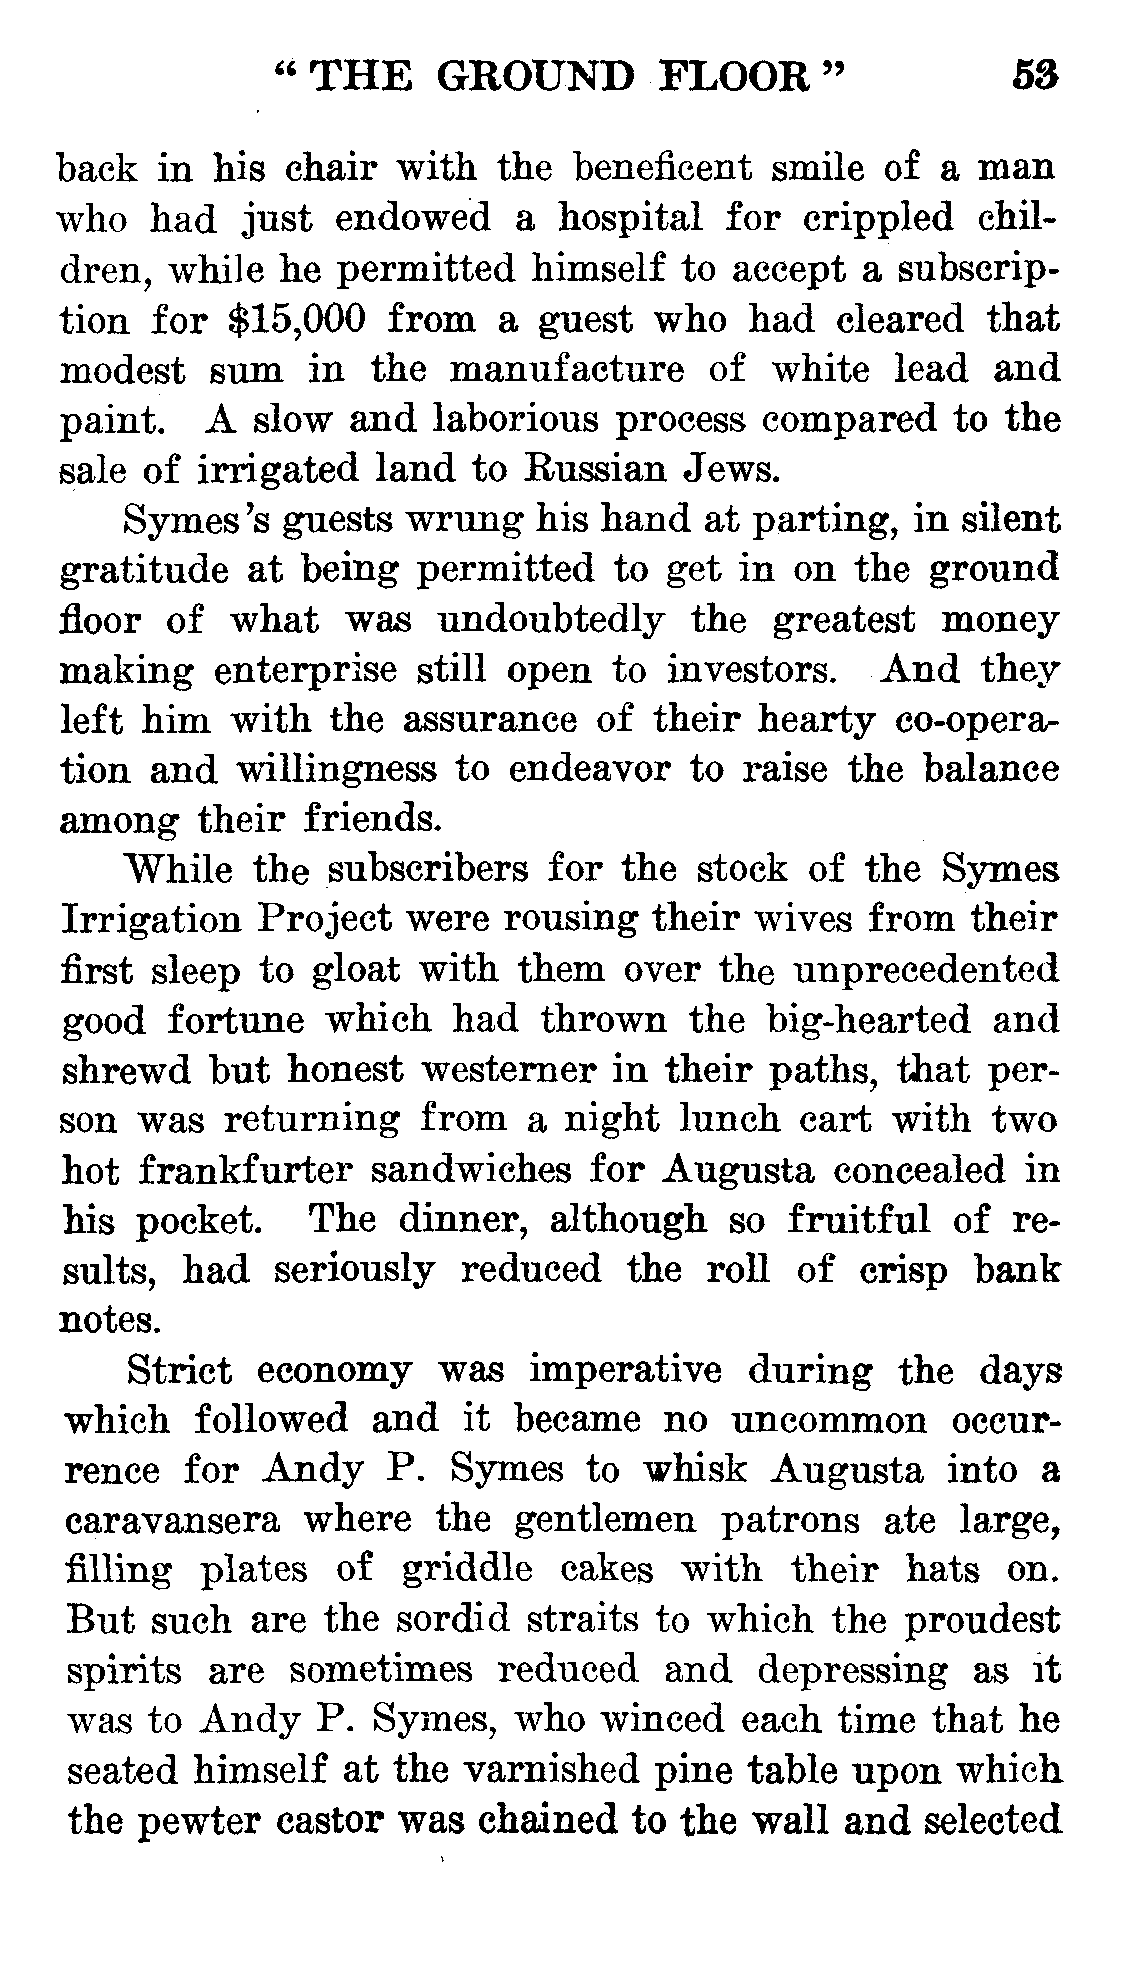 “ THE GROUND FLOOR ” 53
back in his chair with the beneficent smile of a man
who had just endowed a hospital for crippled chil-
dren, while he permitted himself to accept a subscrip-
tion for $15,000 from a guest who had cleared that
modest sum in the manufacture of white lead and
paint. A slow and laborious process compared to the
sale of irrigated land to Russian Jews.
Symes's guests wrung his hand at parting, in silent
gratitude at being permitted to get in on the ground
floor of what was undoubtedly the greatest money
making enterprise still open to investors. And they
left him with the assurance of their hearty co-opera-
tion and willingness to endeavor to raise the balance
among their friends.
While the subscribers for the stock of the Symes
Irrigation Project were rousing their wives from their
first sleep to gloat with them over the unprecedented
good fortune which had thrown the big-hearted and
shrewd but honest westerner in their paths, that per-
son was returning from a night lunch cart with two
hot frankfurter sandwiches for Augusta concealed in
his pocket. The dinner, although so fruitful of re-
sults, had seriously reduced the roll of crisp bank
notes.
Strict economy was imperative during the days
which followed and it became no uncommon occur-
rence for Andy P. Symes to whisk Augusta into a
caravansera where the gentlemen patrons ate large,
filling plates of griddle cakes with their hats on.
But such are the sordid straits to which the proudest
spirits are sometimes reduced and depressing as it
was to Andy P. Symes, who winced each time that he
seated himself at the varnished pine table upon which
the pewter castor was chained to the wall and selected